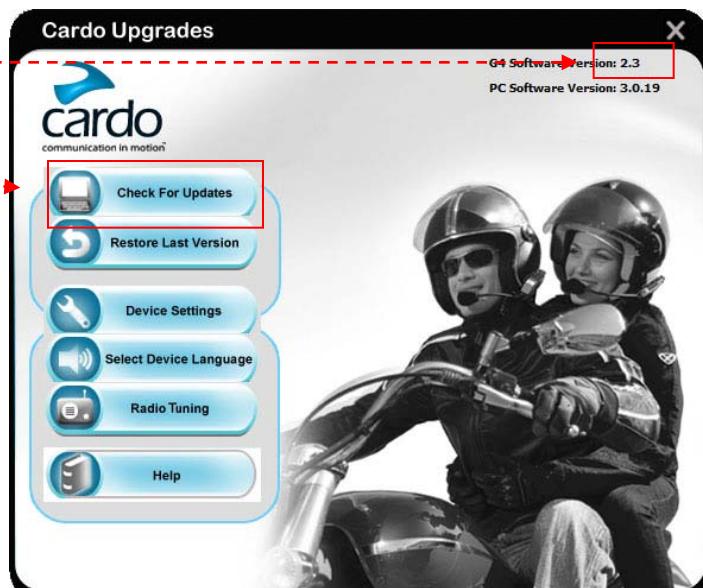 Cardo Upgrades
G4 Software Version: 2.3
PC Software Version: 3.0.19
cardo
communication in motion
Check For Updates
Restore Last Version
Device Settings
Select Device Language
Radio Tuning
Help